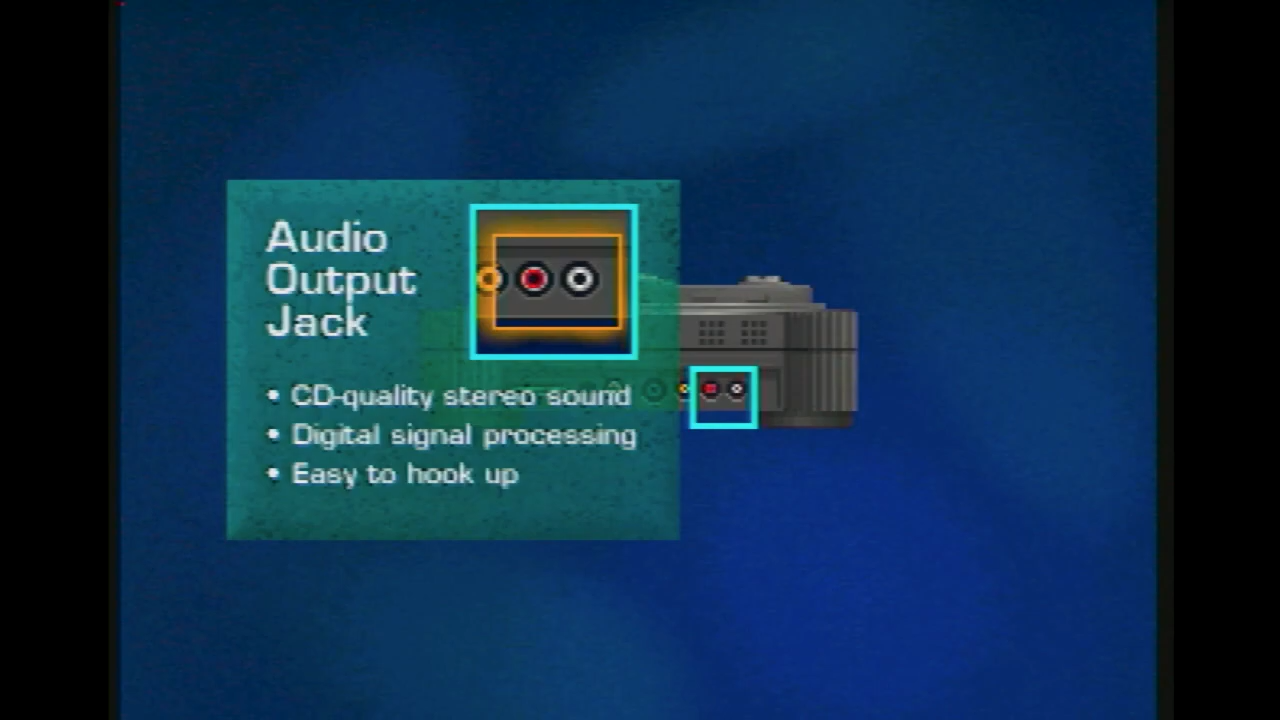 Audio
Output
Jack
• CD-quality stereo sound
• Digital signal processing
• Easy to hook up